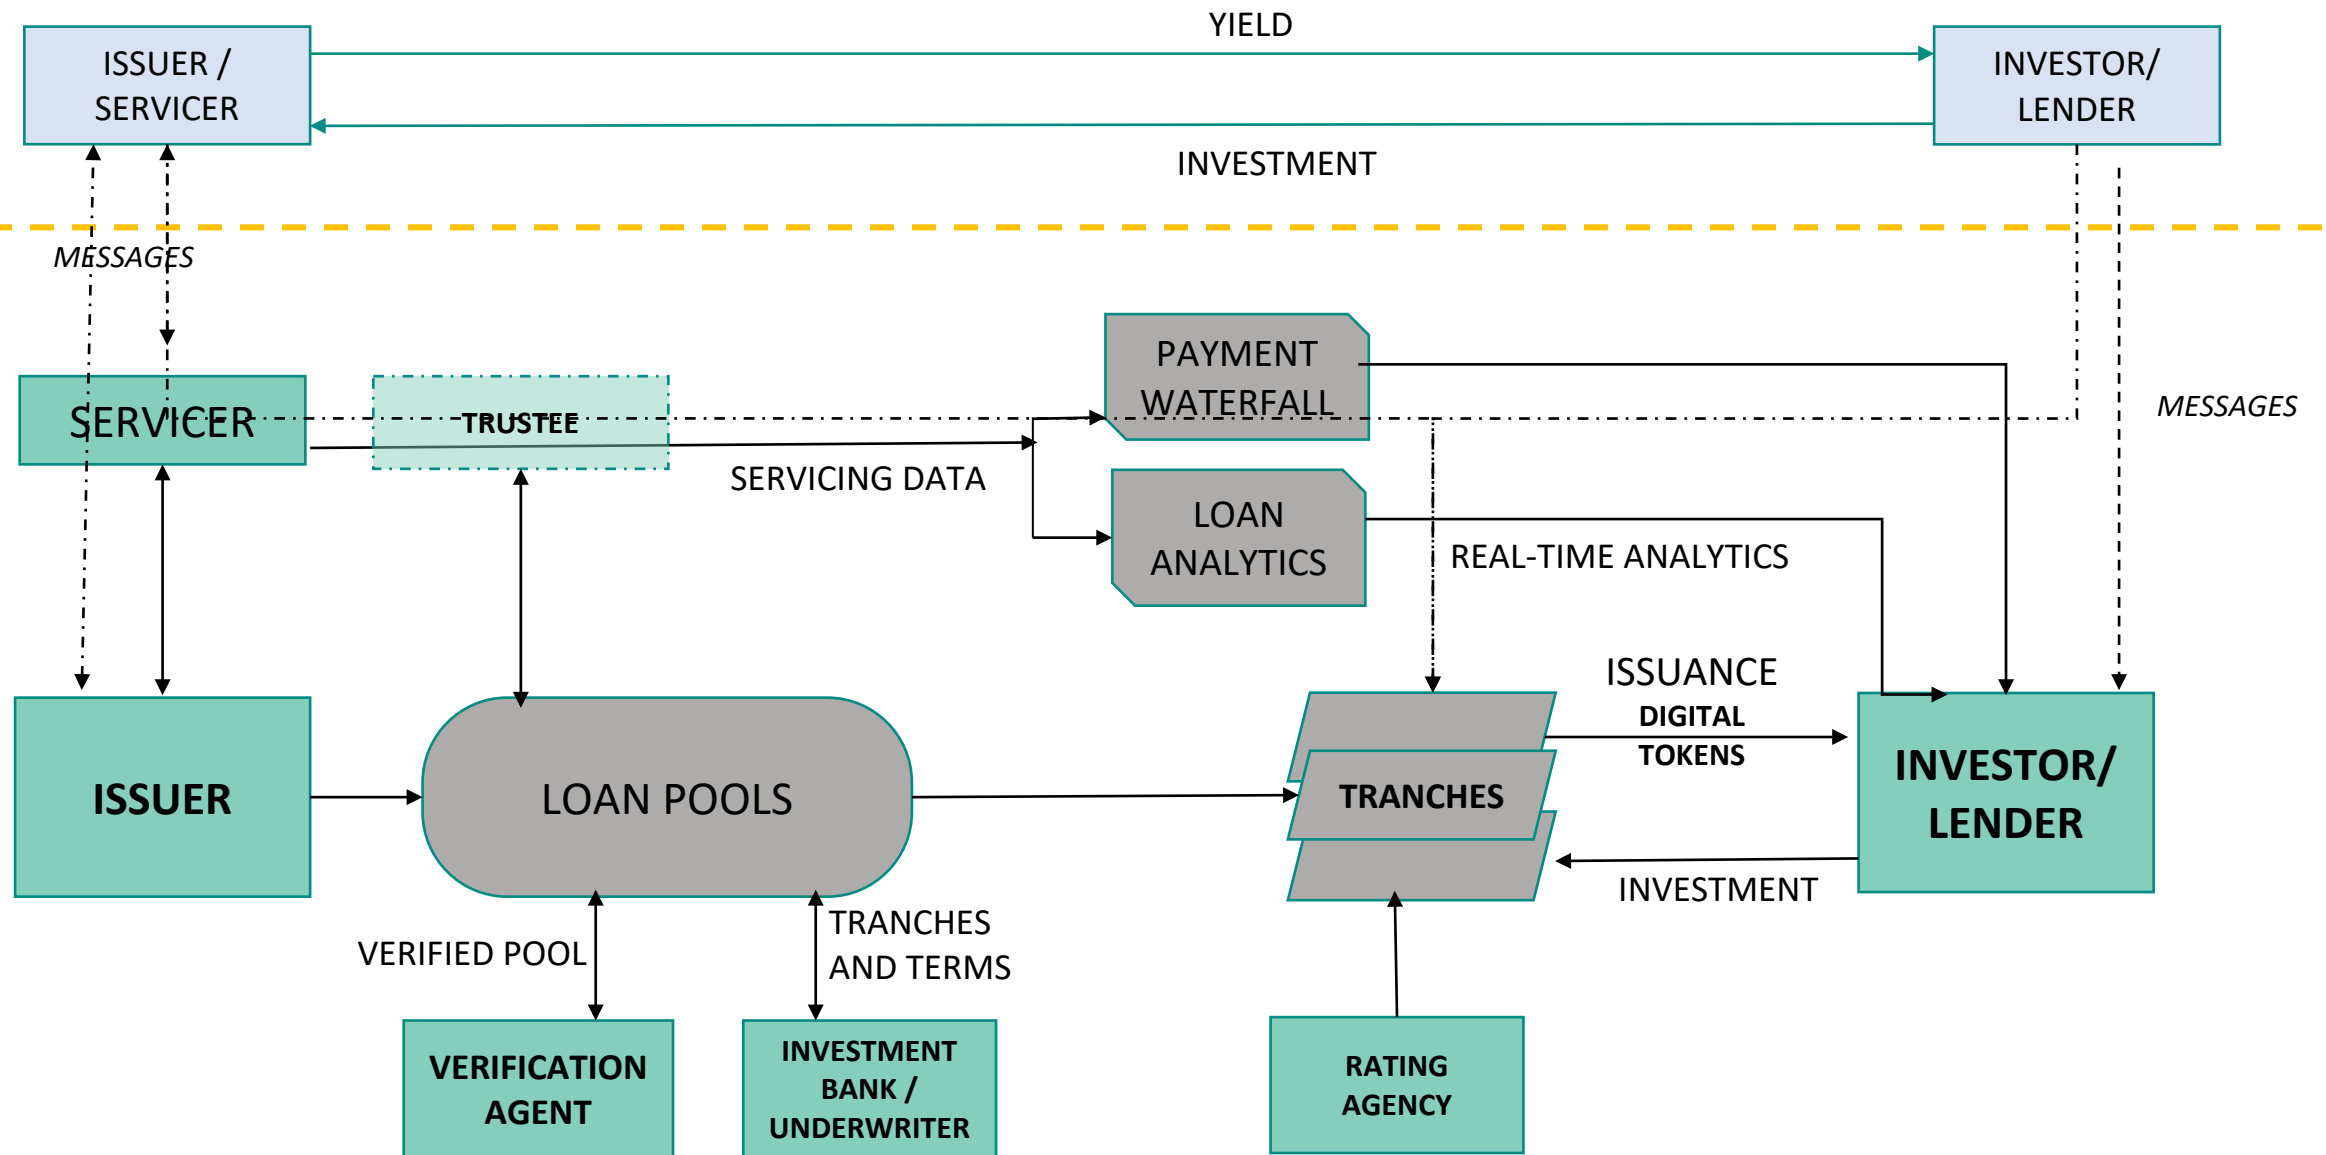 YIELD
ISSUER /
SERVICER
INVESTOR/
LENDER
INVESTMENT
MESSAGES
PAYMENT
WATERFALL
SERVICER
TRUSTEE
MESSAGES
SERVICING DATA
LOAN
ANALYTICS
REAL-TIME ANALYTICS
ISSUANCE
DIGITAL
TOKENS
ISSUER
LOAN POOLS
TRANCHES
INVESTOR/
LENDER
INVESTMENT
VERIFIED POOL
TRANCHES
AND TERMS
VERIFICATION
AGENT
INVESTMENT
BANK /
UNDERWRITER
RATING
AGENCY